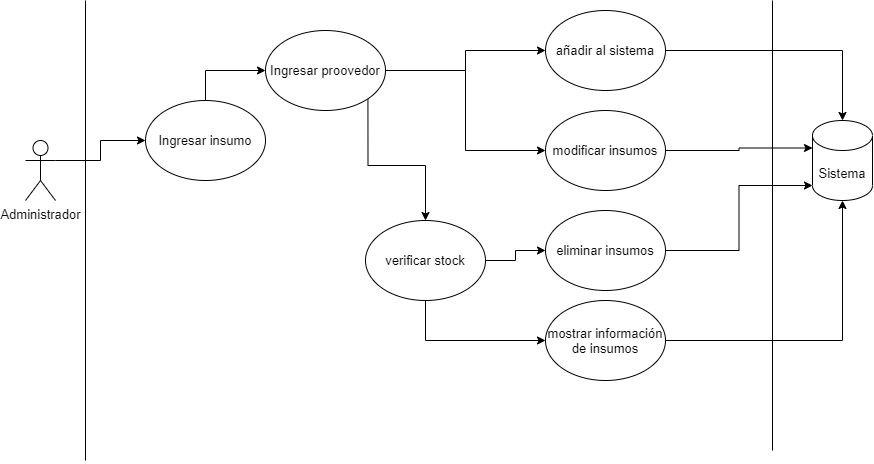 añadir al sistema
Ingresar proovedor
Ingresar insumo
modificar insumos
Sistema
Administrador
eliminar insumos
verificar stock
mostrar información
de insumos